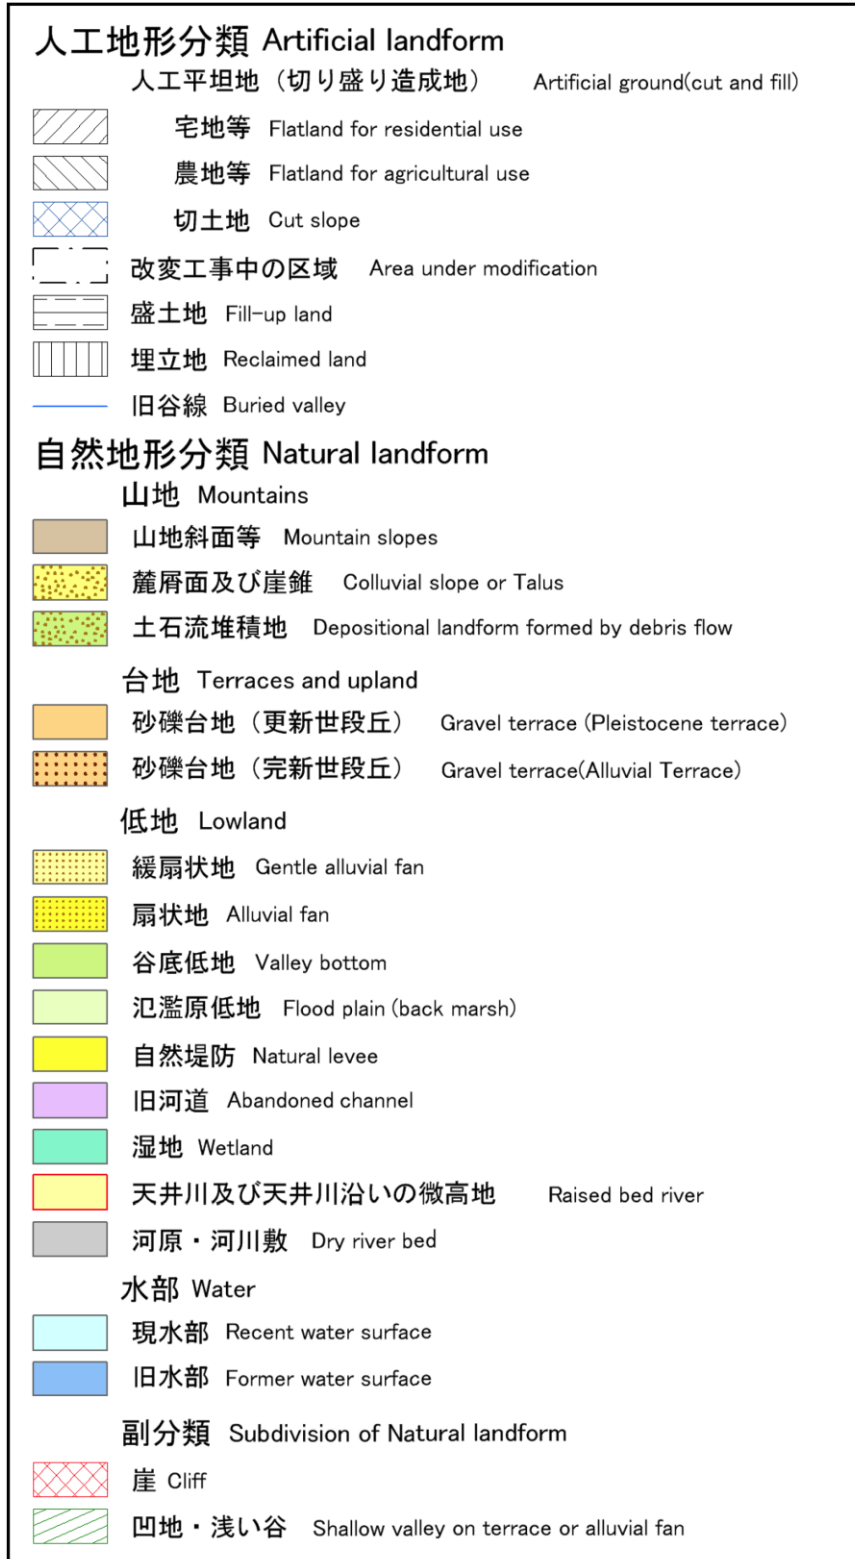 人工地形分類 Artificial landform
人工平坦地（切り盛り造成地） Artificial ground(cut and fill)
宅地等 Flatland for residential use
農地等 Flatland for agricultural use
切土地 Cut slope
改変工事中の区域 Area under modification
盛土地 Fill-up land
埋立地 Reclaimed land
旧谷線 Buried valley
自然地形分類 Natural landform
山地 Mountains
山地斜面等 Mountain slopes
麓屑面及び崖錐 Colluvial slope or Talus
土石流堆積地 Depositional landform formed by debris flow
台地 Terraces and upland
砂礫台地（更新世段丘） Gravel terrace (Pleistocene terrace)
砂礫台地（完新世段丘） Gravel terrace(Alluvial Terrace)
低地 Lowland
緩扇状地 Gentle alluvial fan
扇状地 Alluvial fan
谷底低地 Valley bottom
氾濫原低地 Flood plain (back marsh)
自然堤防 Natural levee
旧河道 Abandoned channel
湿地 Wetland
天井川及び天井川沿いの微高地 Raised bed river
河原・河川敷 Dry river bed
水部 Water
現水部 Recent water surface
旧水部 Former water surface
副分類 Subdivision of Natural landform
崖 Cliff
凹地・浅い谷 Shallow valley on terrace or alluvial fan